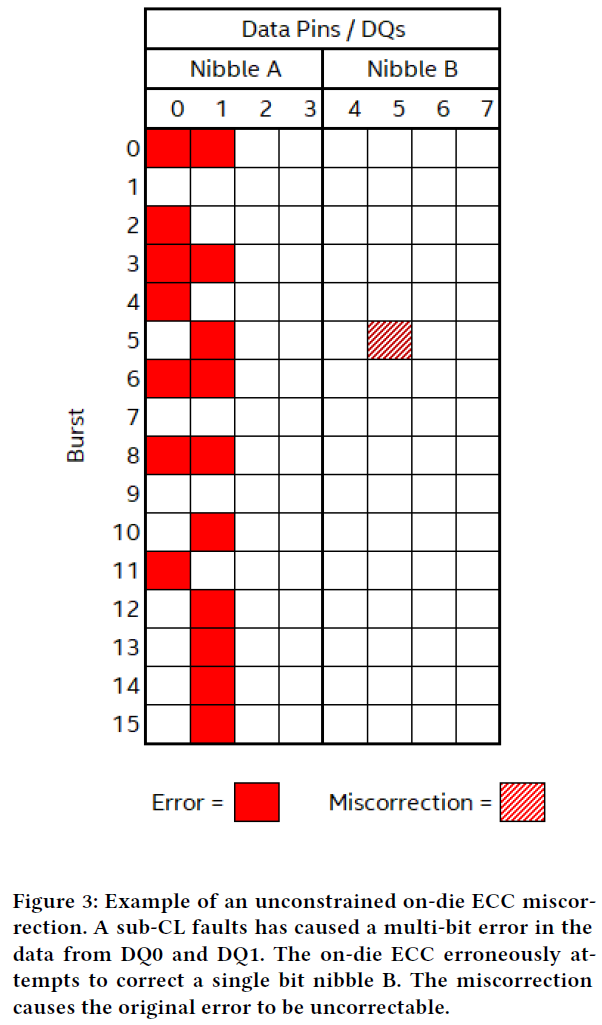 Data Pins / DQs
Nibble A Nibble B
0 1 2 3 4 5 6 7
0
1
2
3
4
5
6
7
8
9
10
11
12
13
14
15
Burst
Error = Miscorrection =
Figure 3: Example of an unconstrained on-die ECC miscor-
rection. A sub-CL faults has caused a multi-bit error in the
data from DQ0 and DQ1. The on-die ECC erroneously at-
tempts to correct a single bit nibble B. The miscorrection
causes the original error to be uncorrectable.